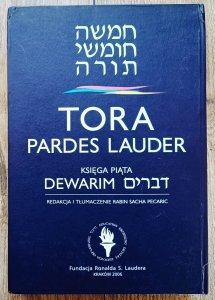 חמשה
חומשי
תורה
TORA
PARDES LAUDER
KSIĘGA PIĄTA
DEWARIM דברים
REDAKCJA I TŁUMACZENIE RABIN SACHA PECARIC
Fundacja Ronalda S. Laudera
KRAKÓW 2006